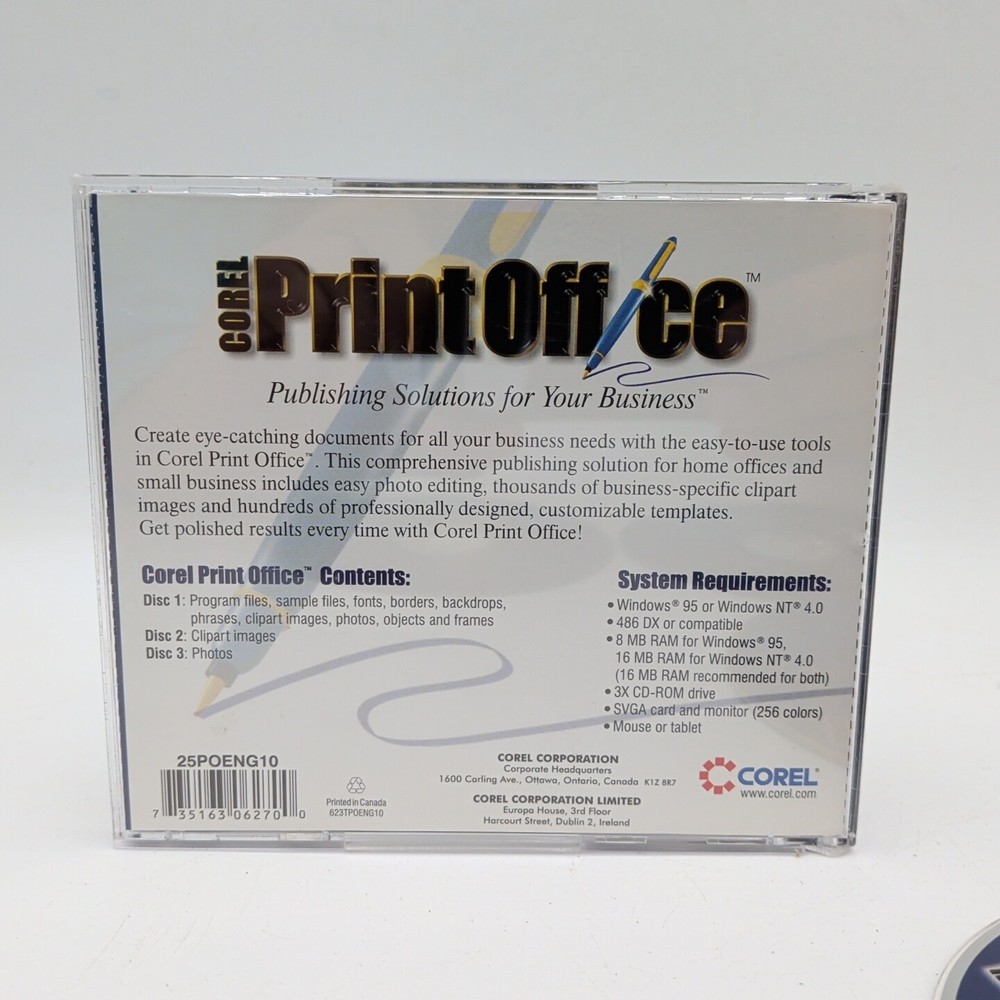 COREL PrintOffice™
Publishing Solutions for Your Business™
Create eye-catching documents for all your business needs with the easy-to-use tools
in Corel Print Office™. This comprehensive publishing solution for home offices and
small business includes easy photo editing, thousands of business-specific clipart
images and hundreds of professionally designed, customizable templates.
Get polished results every time with Corel Print Office!
Corel Print Office™ Contents:
Disc 1: Program files, sample files, fonts, borders, backdrops,
phrases, clipart images, photos, objects and frames
Disc 2: Clipart images
Disc 3: Photos
System Requirements:
• Windows® 95 or Windows NT® 4.0
• 486 DX or compatible
• 8 MB RAM for Windows® 95,
16 MB RAM for Windows NT® 4.0
(16 MB RAM recommended for both)
• 3X CD-ROM drive
• SVGA card and monitor (256 colors)
• Mouse or tablet
25POENG10
7 35163 06270 0
Printed in Canada
623TPOENG10
COREL CORPORATION
Corporate Headquarters
1600 Carling Ave., Ottawa, Ontario, Canada K1Z 8R7
COREL CORPORATION LIMITED
Europa House, 3rd Floor
Harcourt Street, Dublin 2, Ireland
COREL®
www.corel.com